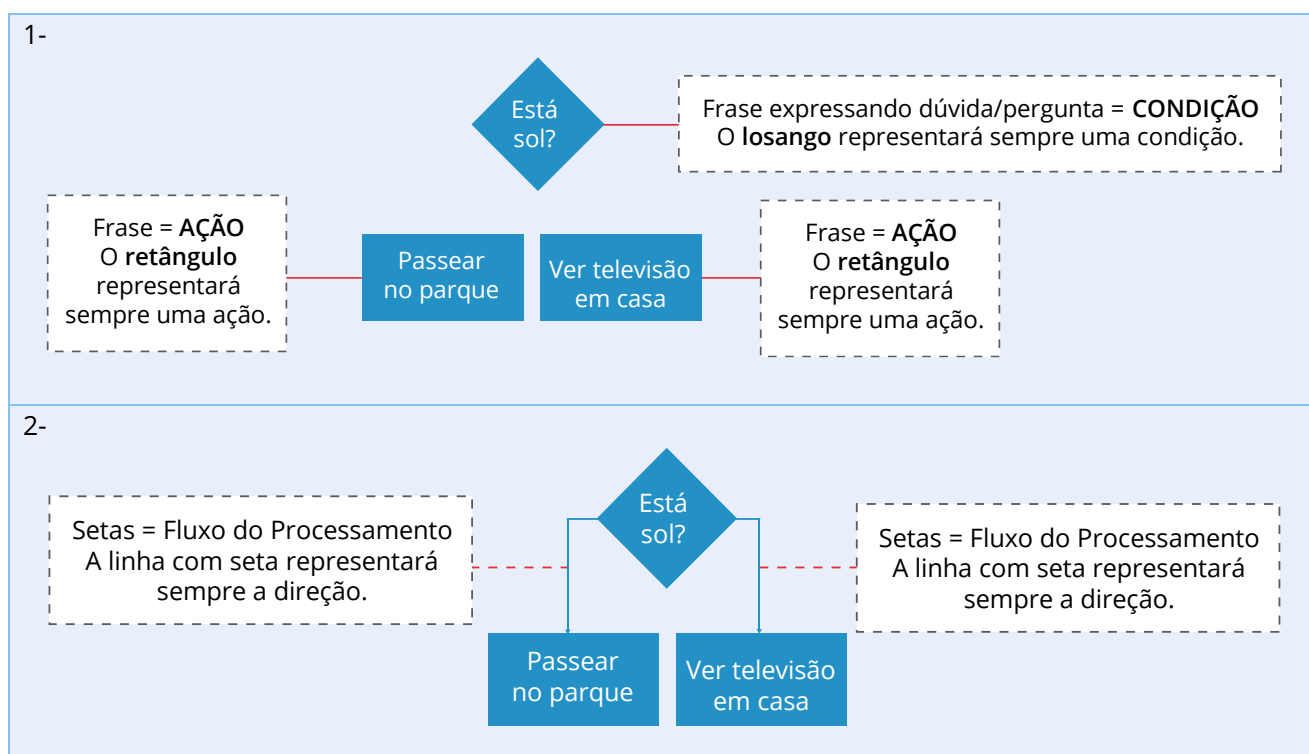 1-
Está
sol?
Frase expressando dúvida/pergunta = CONDIÇÃO
O losango representará sempre uma condição.
Frase = AÇÃO
O retângulo
representará
sempre uma ação.
Passear
no parque
Ver televisão
em casa
Frase = AÇÃO
O retângulo
representará
sempre uma ação.
2-
Está
sol?
Setas = Fluxo do Processamento
A linha com seta representará
sempre a direção.
Setas = Fluxo do Processamento
A linha com seta representará
sempre a direção.
Passear
no parque
Ver televisão
em casa